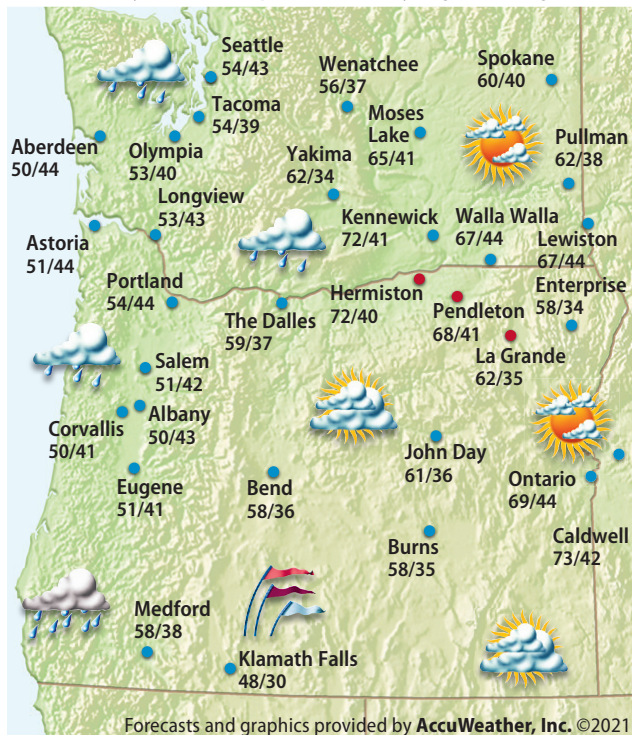 Seattle
54/43
Wenatchee
56/37
Spokane
60/40
Tacoma
54/39
Moses
Lake
65/41
Aberdeen
50/44
Olympia
53/40
Yakima
62/34
Pullman
62/38
Longview
53/43
Kennewick
72/41
Walla Walla
67/44
Lewiston
67/44
Astoria
51/44
Portland
54/44
The Dalles
59/37
Hermiston
72/40
Pendleton
68/41
Enterprise
58/34
La Grande
62/35
Salem
51/42
Albany
50/43
Corvallis
50/41
John Day
61/36
Eugene
51/41
Bend
58/36
Ontario
69/44
Burns
58/35
Caldwell
73/42
Medford
58/38
Klamath Falls
48/30
Forecasts and graphics provided by AccuWeather, Inc. ©2021